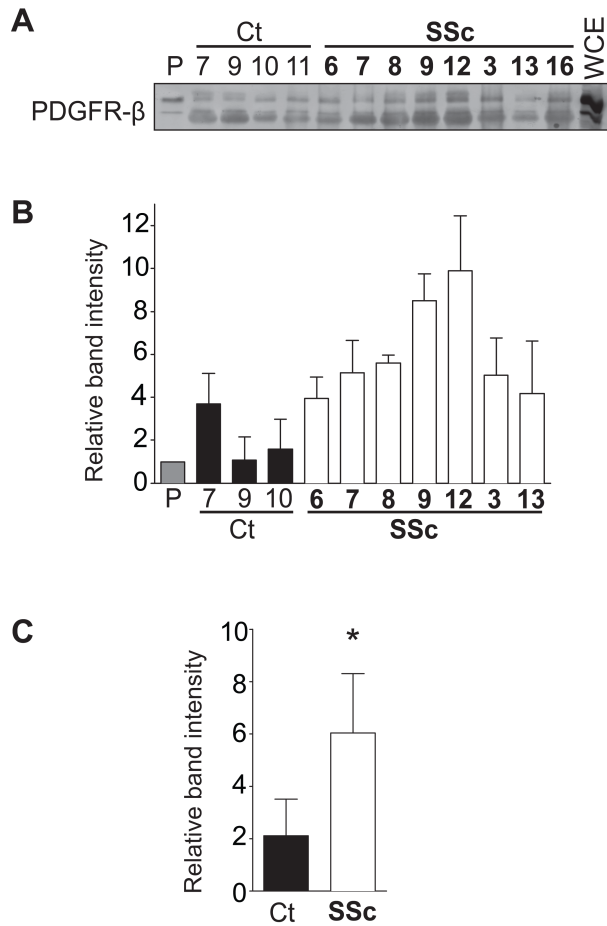 A
Ct SSc WCE
P 7 9 10 11 6 7 8 9 12 3 13 16
PDGFR-β
B
Relative band intensity
12
10
8
6
4
2
0
P 7 9 10 6 7 8 9 12 3 13
Ct SSc
C
Relative band intensity
10
8
6
4
2
0
*
Ct SSc